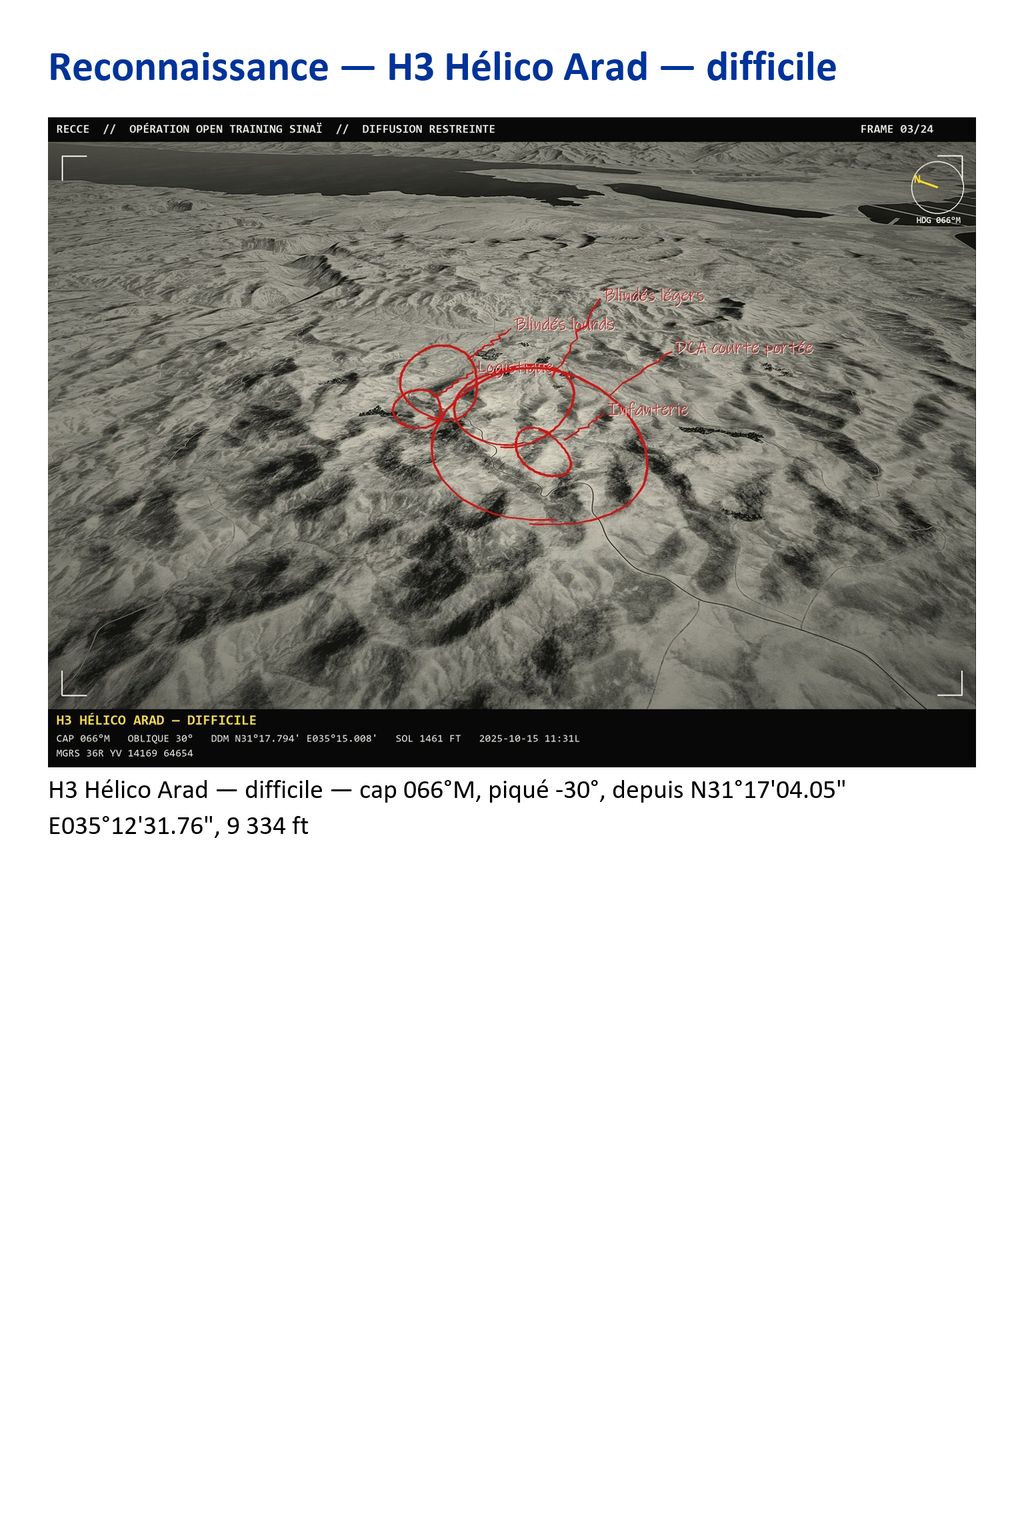 Reconnaissance — H3 Hélico Arad — difficile
RECCE // OPÉRATION OPEN TRAINING SINAÏ // DIFFUSION RESTREINTE
FRAME 03/24
N
HDG 066°M
Blindés légers
Blindés lourds
DCA courte portée
Logistique
Infanterie
H3 HÉLICO ARAD — DIFFICILE
CAP 066°M OBLIQUE 30° DDM N31°17.794' E035°15.008' SOL 1461 FT 2025-10-15 11:31L
MGRS 36R YV 14169 64654
H3 Hélico Arad — difficile — cap 066°M, piqué -30°, depuis N31°17'04.05"
E035°12'31.76", 9 334 ft